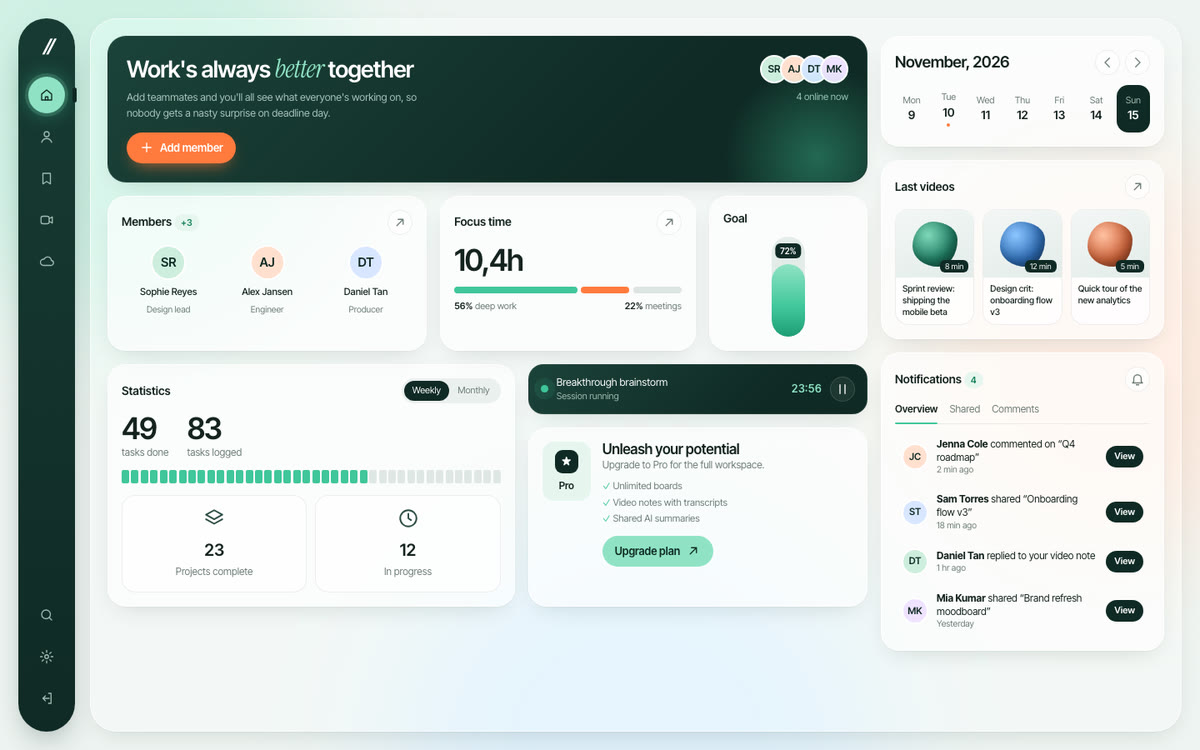 Work's always better together
Add teammates and you'll all see what everyone's working on, so
nobody gets a nasty surprise on deadline day.
Add member
SR AJ DT MK
4 online now
Members +3
SR
Sophie Reyes
Design lead
AJ
Alex Jansen
Engineer
DT
Daniel Tan
Producer
Focus time
10,4h
56% deep work
22% meetings
Goal
72%
Statistics
Weekly Monthly
49
tasks done
83
tasks logged
23
Projects complete
12
In progress
Breakthrough brainstorm
Session running
23:56
Pro
Unleash your potential
Upgrade to Pro for the full workspace.
Unlimited boards
Video notes with transcripts
Shared AI summaries
Upgrade plan
November, 2026
Mon Tue Wed Thu Fri Sat Sun
9 10 11 12 13 14 15
Last videos
8 min
Sprint review:
shipping the
mobile beta
12 min
Design crit:
onboarding flow
v3
5 min
Quick tour of the
new analytics
Notifications 4
Overview Shared Comments
JC
Jenna Cole commented on “Q4
roadmap”
2 min ago
View
ST
Sam Torres shared “Onboarding
flow v3”
18 min ago
View
DT
Daniel Tan replied to your video note
1 hr ago
View
MK
Mia Kumar shared “Brand refresh
moodboard”
Yesterday
View